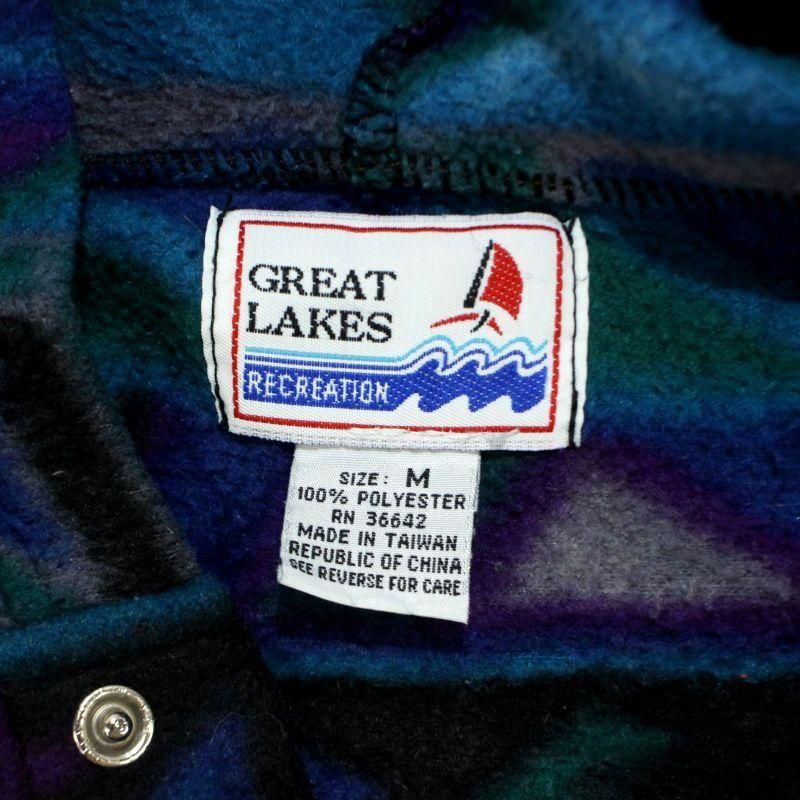 GREAT
LAKES
RECREATION
SIZE: M
100% POLYESTER
RN 36642
MADE IN TAIWAN
REPUBLIC OF CHINA
SEE REVERSE FOR CARE